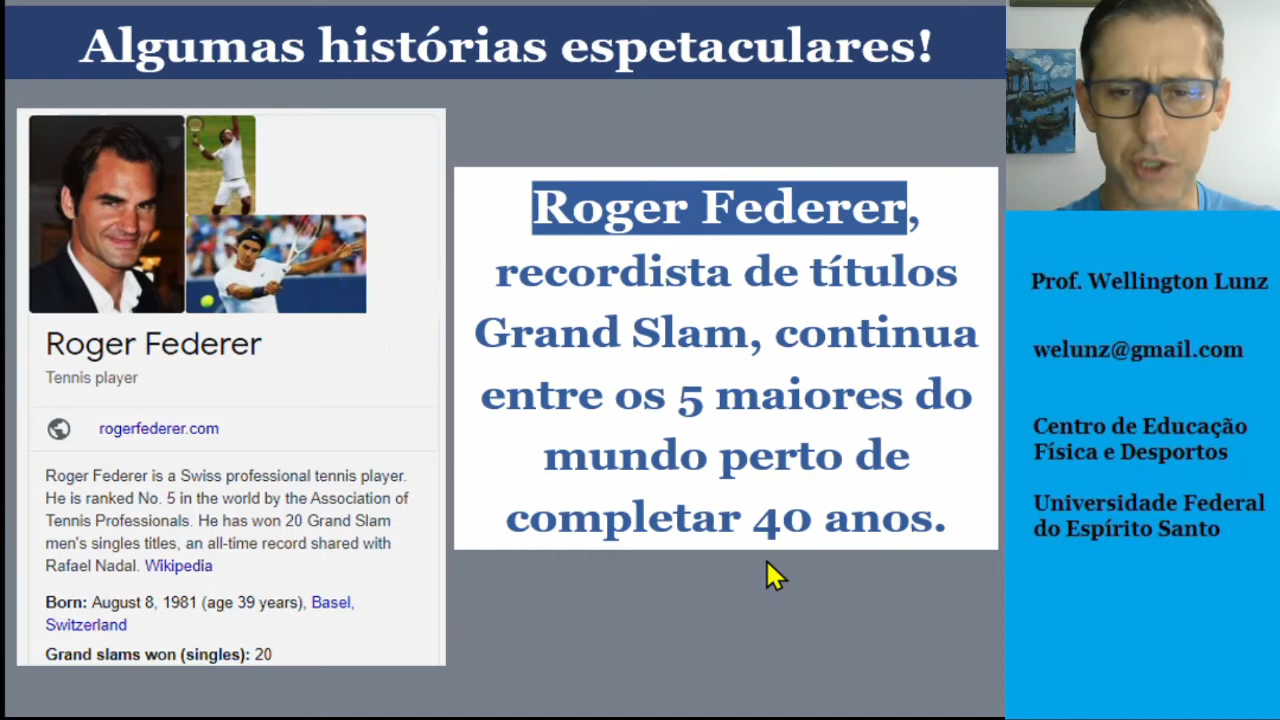 Algumas histórias espetaculares!
Roger Federer
Tennis player
rogerfederer.com
Roger Federer is a Swiss professional tennis player.
He is ranked No. 5 in the world by the Association of
Tennis Professionals. He has won 20 Grand Slam
men's singles titles, an all-time record shared with
Rafael Nadal. Wikipedia
Born: August 8, 1981 (age 39 years), Basel,
Switzerland
Grand slams won (singles): 20
Roger Federer,
recordista de títulos
Grand Slam, continua
entre os 5 maiores do
mundo perto de
completar 40 anos.
Prof. Wellington Lunz
welunz@gmail.com
Centro de Educação
Física e Desportos
Universidade Federal
do Espírito Santo